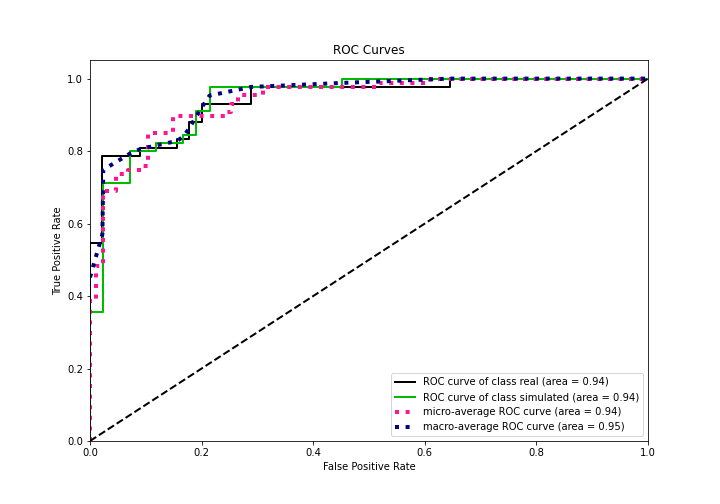 ROC Curves
True Positive Rate
1.0
0.8
0.6
0.4
0.2
0.0
0.0 0.2 0.4 0.6 0.8 1.0
False Positive Rate
ROC curve of class real (area = 0.94)
ROC curve of class simulated (area = 0.94)
micro-average ROC curve (area = 0.94)
macro-average ROC curve (area = 0.95)